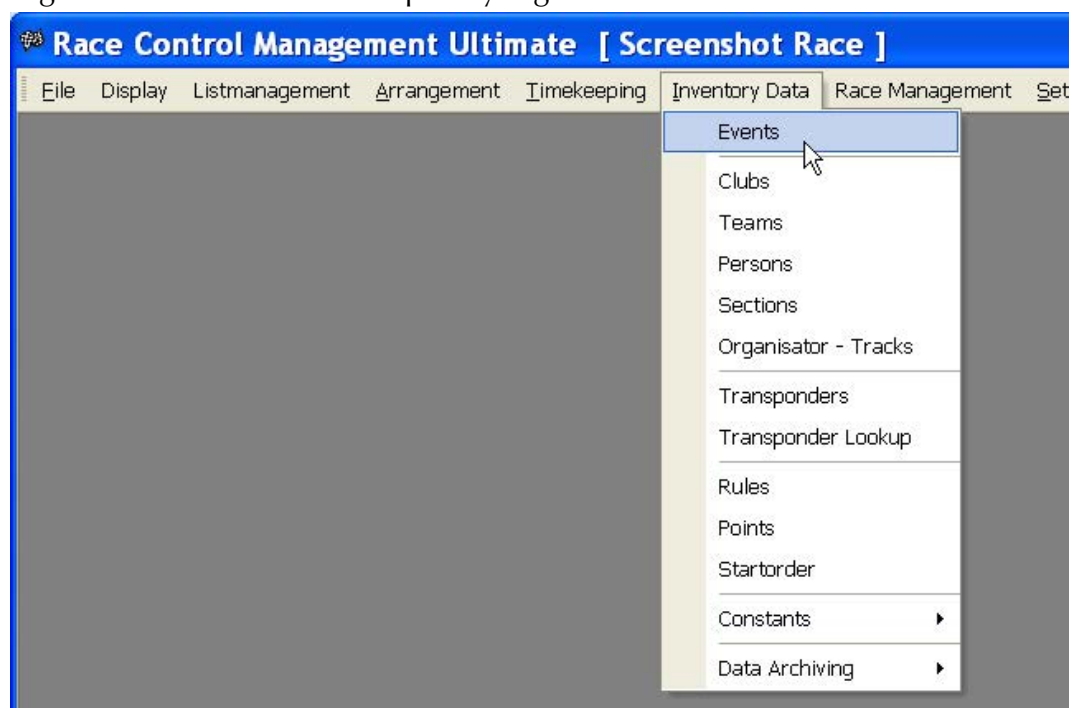 Race Control Management Ultimate [ Screenshot Race ]
File Display Listmanagement Arrangement Timekeeping Inventory Data Race Management Set
Events
Clubs
Teams
Persons
Sections
Organisator - Tracks
Transponders
Transponder Lookup
Rules
Points
Startorder
Constants
Data Archiving